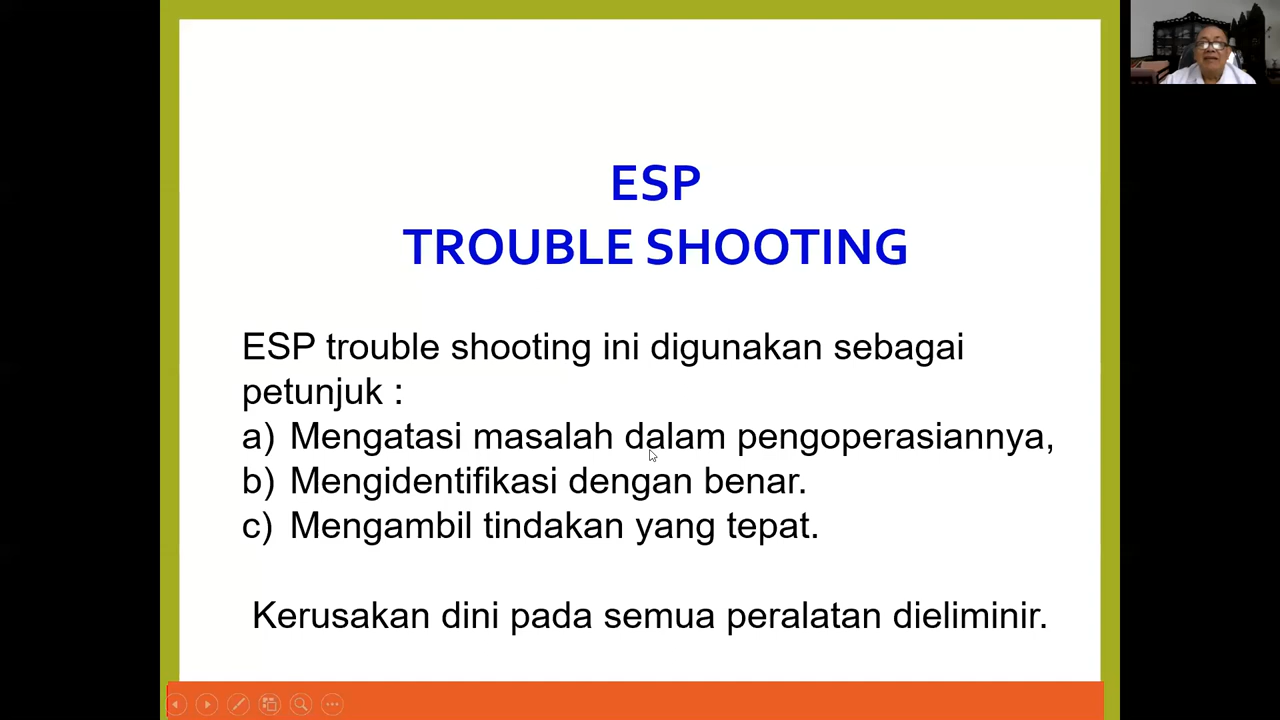 ESP
TROUBLE SHOOTING
ESP trouble shooting ini digunakan sebagai
petunjuk :
a) Mengatasi masalah dalam pengoperasiannya,
b) Mengidentifikasi dengan benar.
c) Mengambil tindakan yang tepat.
Kerusakan dini pada semua peralatan dieliminir.